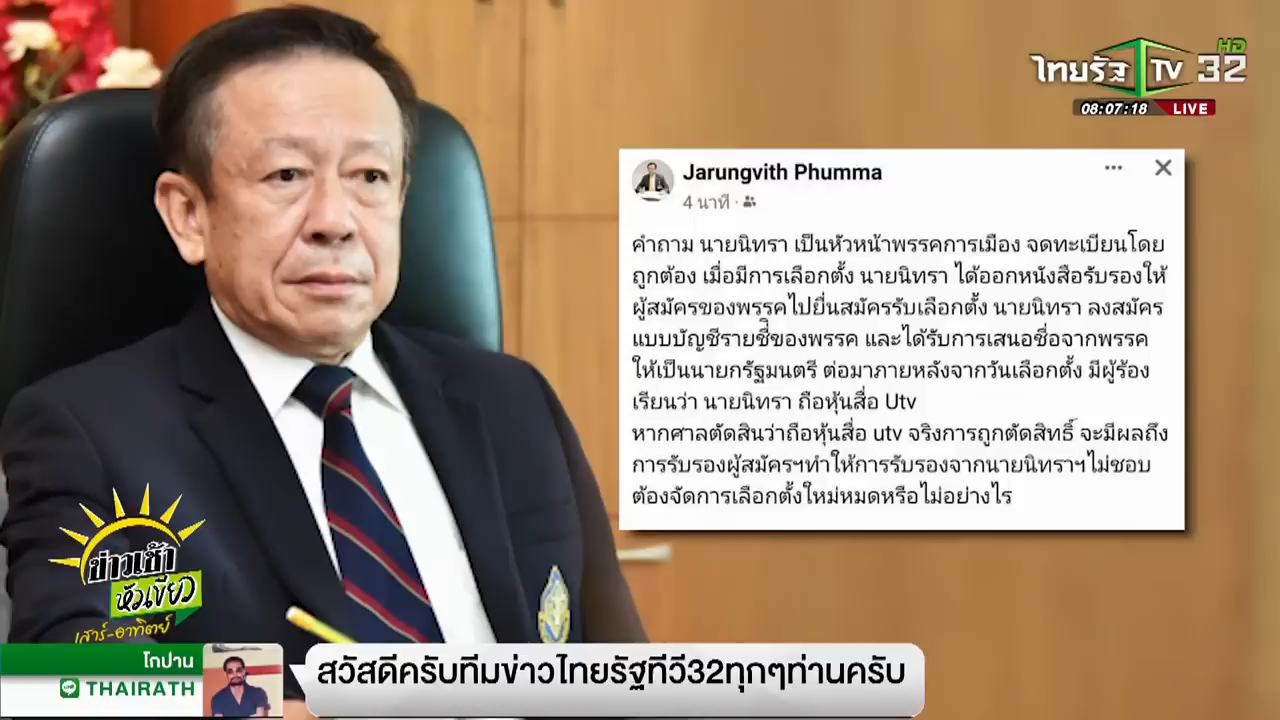 ไทยรัฐ TV HD 32
08:07:18 LIVE
Jarungvith Phumma
4 นาที
คำถาม นายนิทรา เป็นหัวหน้าพรรคการเมือง จดทะเบียนโดย
ถูกต้อง เมื่อมีการเลือกตั้ง นายนิทรา ได้ออกหนังสือรับรองให้
ผู้สมัครของพรรคไปยื่นสมัครรับเลือกตั้ง นายนิทรา ลงสมัคร
แบบบัญชีรายชื่ิของพรรค และได้รับการเสนอชื่อจากพรรค
ให้เป็นนายกรัฐมนตรี ต่อมาภายหลังจากวันเลือกตั้ง มีผู้ร้อง
เรียนว่า นายนิทรา ถือหุ้นสื่อ Utv
หากศาลตัดสินว่าถือหุ้นสื่อ utv จริงการถูกตัดสิทธิ์ จะมีผลถึง
การรับรองผู้สมัครฯทำให้การรับรองจากนายนิทราฯไม่ชอบ
ต้องจัดการเลือกตั้งใหม่หมดหรือไม่อย่างไร
ข่าวเช้า
หัวเขียว
เสาร์-อาทิตย์
โกปาน
LINE THAIRATH
สวัสดีครับทีมข่าวไทยรัฐทีวี32ทุกๆท่านครับ